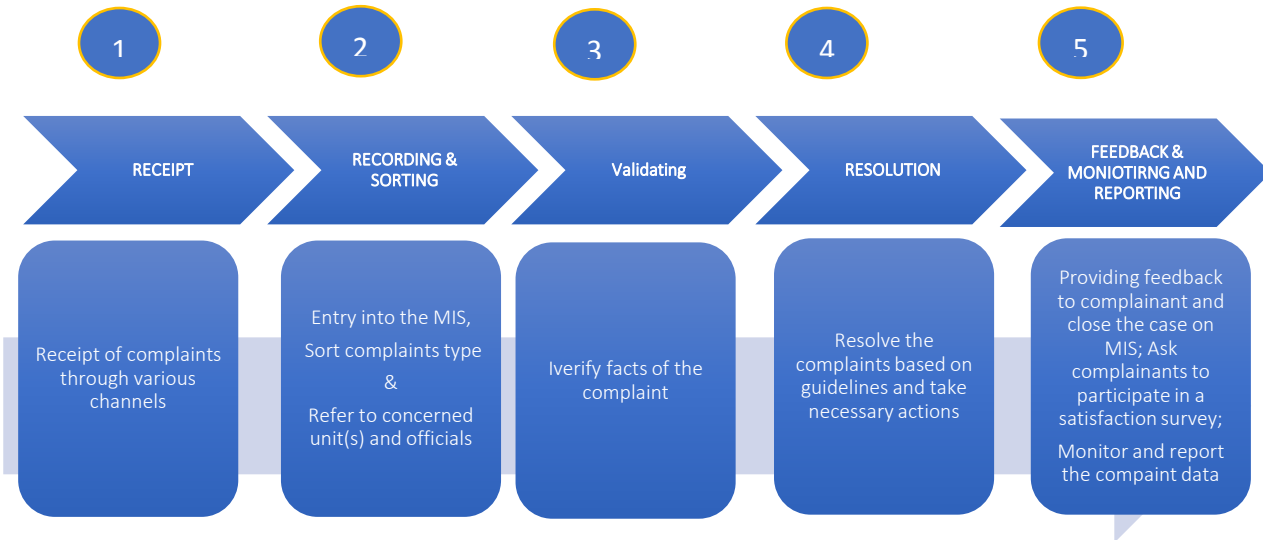 1
2
3
4
5
RECEIPT
RECORDING &
SORTING
Validating
RESOLUTION
FEEDBACK &
MONIOTIRNG AND
REPORTING
Receipt of complaints
through various
channels
Entry into the MIS,
Sort complaints type
&
Refer to concerned
unit(s) and officials
Iverify facts of the
complaint
Resolve the
complaints based on
guidelines and take
necessary actions
Providing feedback
to complainant and
close the case on
MIS; Ask
complainants to
participate in a
satisfaction survey;
Monitor and report
the compaint data